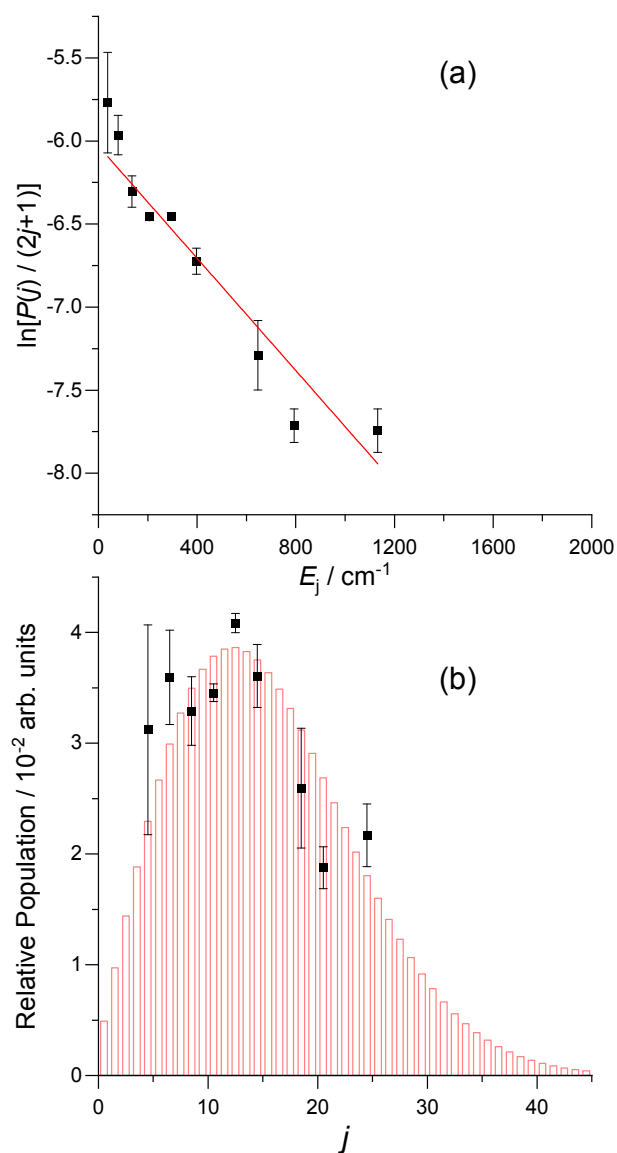 (a)
ln[P(j) / (2j+1)]
-5.5
-6.0
-6.5
-7.0
-7.5
-8.0
0 400 800 1200 1600 2000
E_j / cm⁻¹
(b)
Relative Population / 10⁻² arb. units
4
3
2
1
0
0 10 20 30 40
j